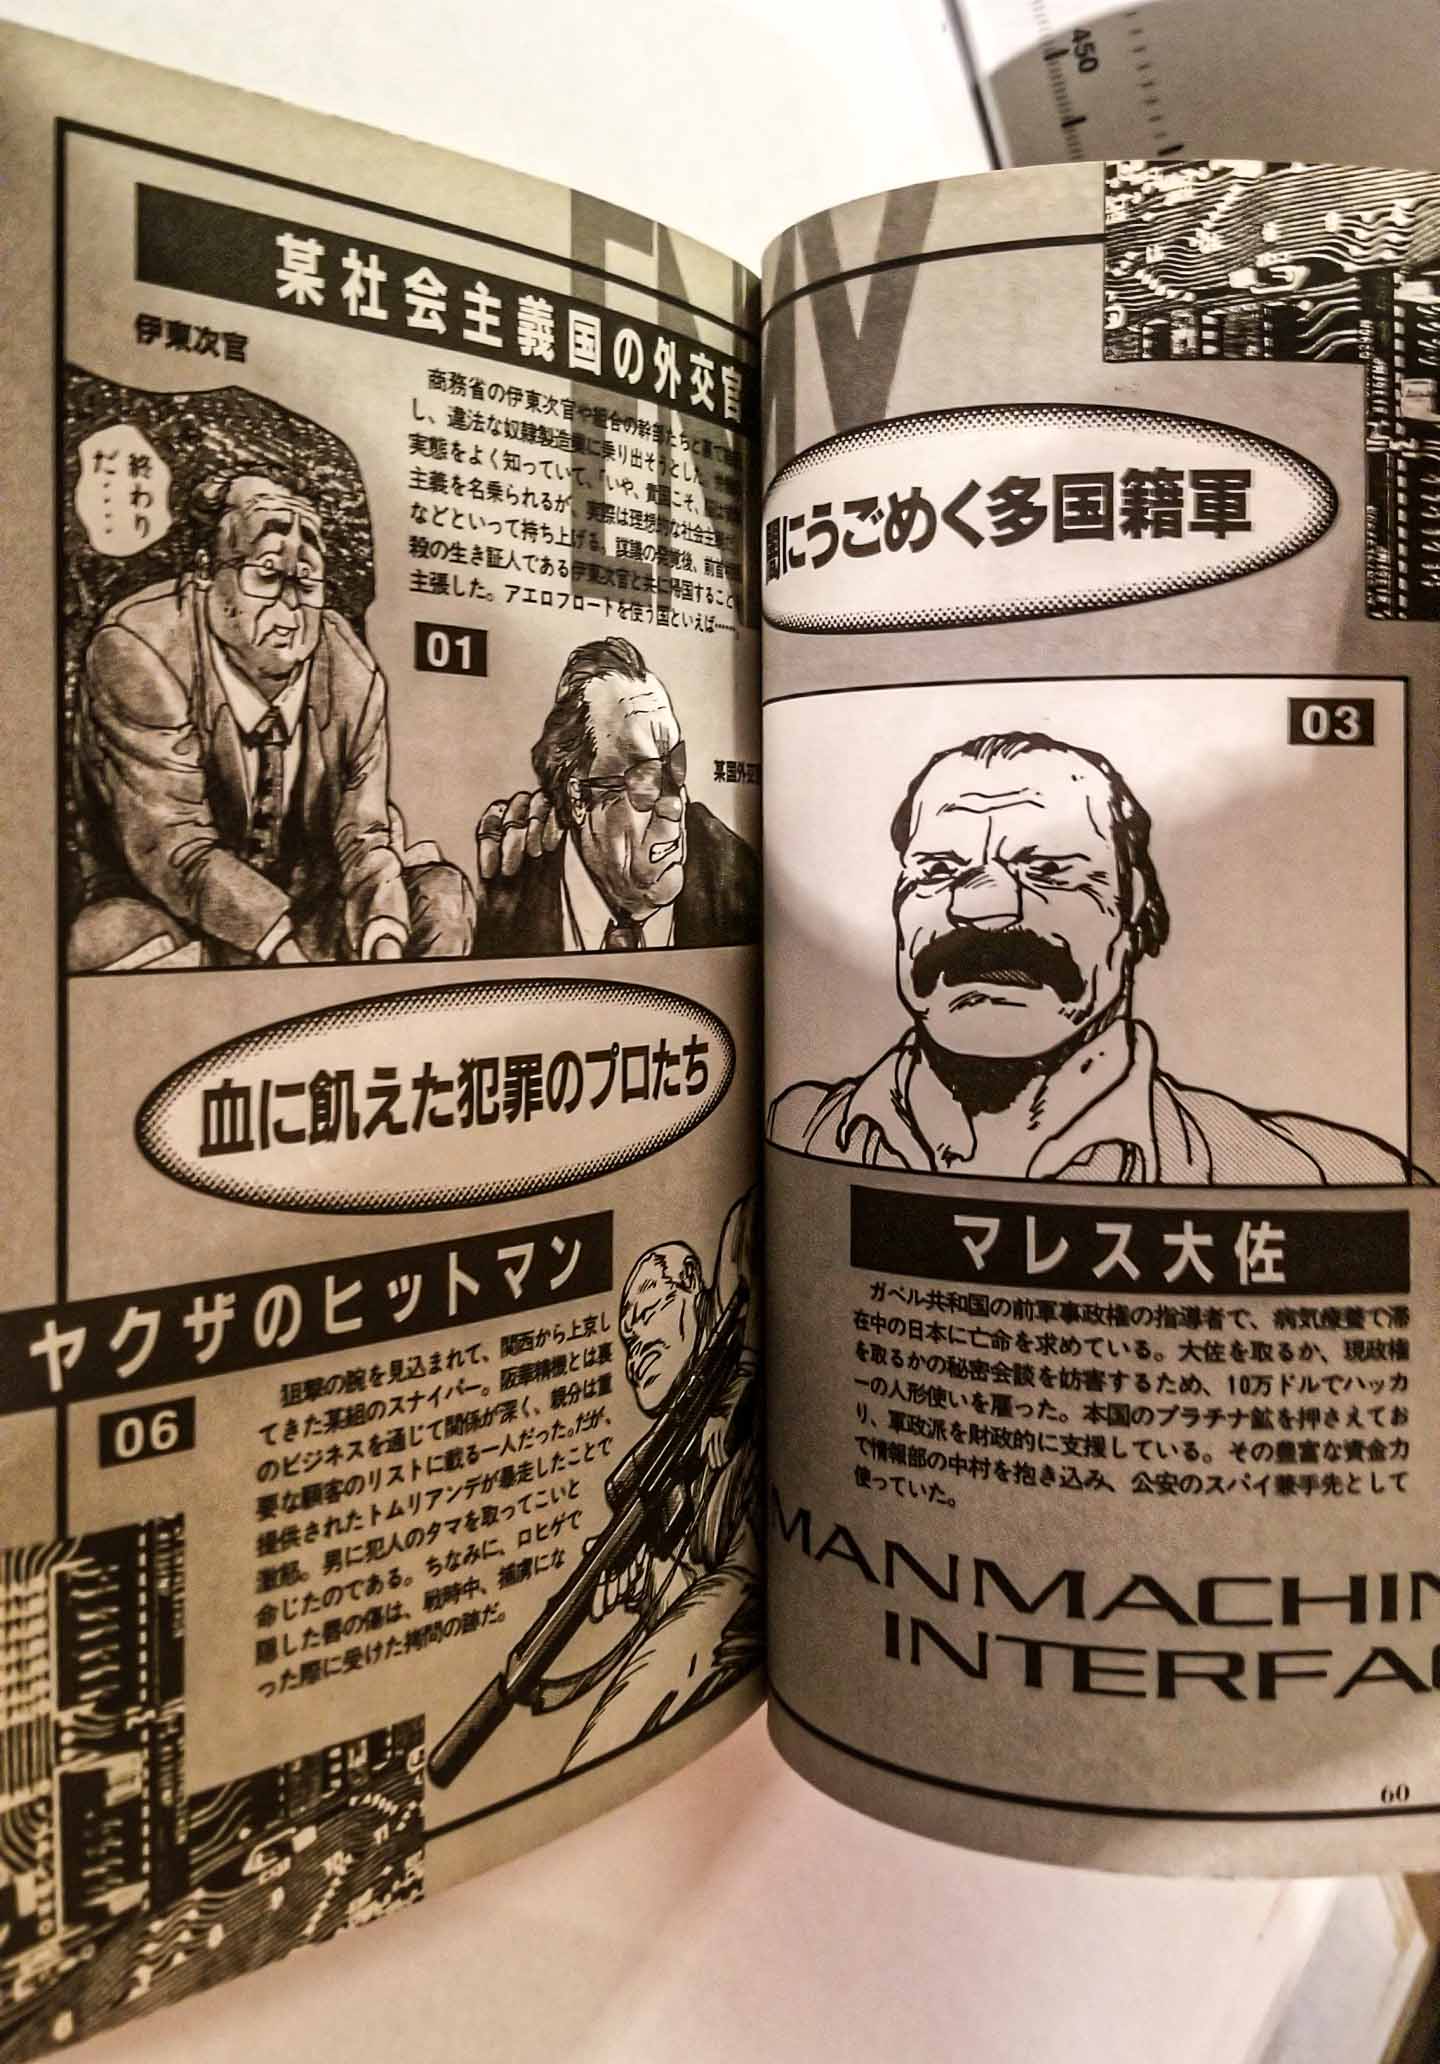 450
某社会主義国の外交官
伊東次官
終わり
だ‥‥
商務省の伊東次官や組合の幹部たちと裏で
し、違法な奴隷製造業に乗り出そうとした。
実態をよく知っていて、「いや、貴国こそ、
主義を名乗られるが、実際は理想的な社会主
などといって持ち上げる。謀議の発覚後、前
殺の生き証人である伊東次官と共に帰国すること
主張した。アエロフロートを使う国といえば……。
01
某国外交
血に飢えた犯罪のプロたち
ヤクザのヒットマン
06
狙撃の腕を見込まれて、関西から上京し
てきた某組のスナイパー。阪華精機とは裏
のビジネスを通じて関係が深く、親分は重
要な顧客のリストに載る一人だった。だが、
提供されたトムリアンデが暴走したことで
激怒。男に犯人のタマを取ってこいと
命じたのである。ちなみに、口ヒゲで
隠した唇の傷は、戦時中、捕虜にな
った際に受けた拷問の跡だ。
ENMY
闇にうごめく多国籍軍
03
マレス大佐
ガベル共和国の前軍事政権の指導者で、病気療養で滞
在中の日本に亡命を求めている。大佐を取るか、現政権
を取るかの秘密会談を妨害するため、10万ドルでハッカ
ーの人形使いを雇った。本国のプラチナ鉱を押さえてお
り、軍政派を財政的に支援している。その豊富な資金力
で情報部の中村を抱き込み、公安のスパイ兼手先として
使っていた。
MANMACHIN
INTERFAC
60